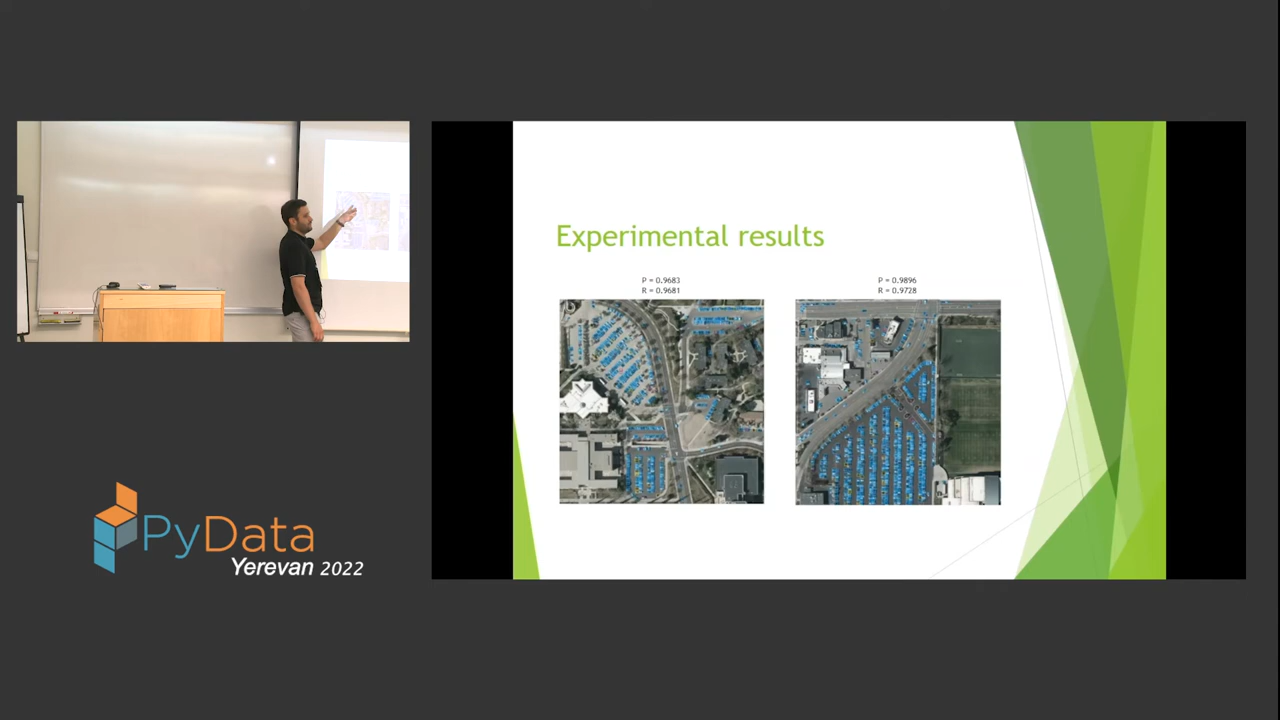 Experimental results
P = 0.9683
R = 0.9681
P = 0.9896
R = 0.9728
PyData
Yerevan 2022